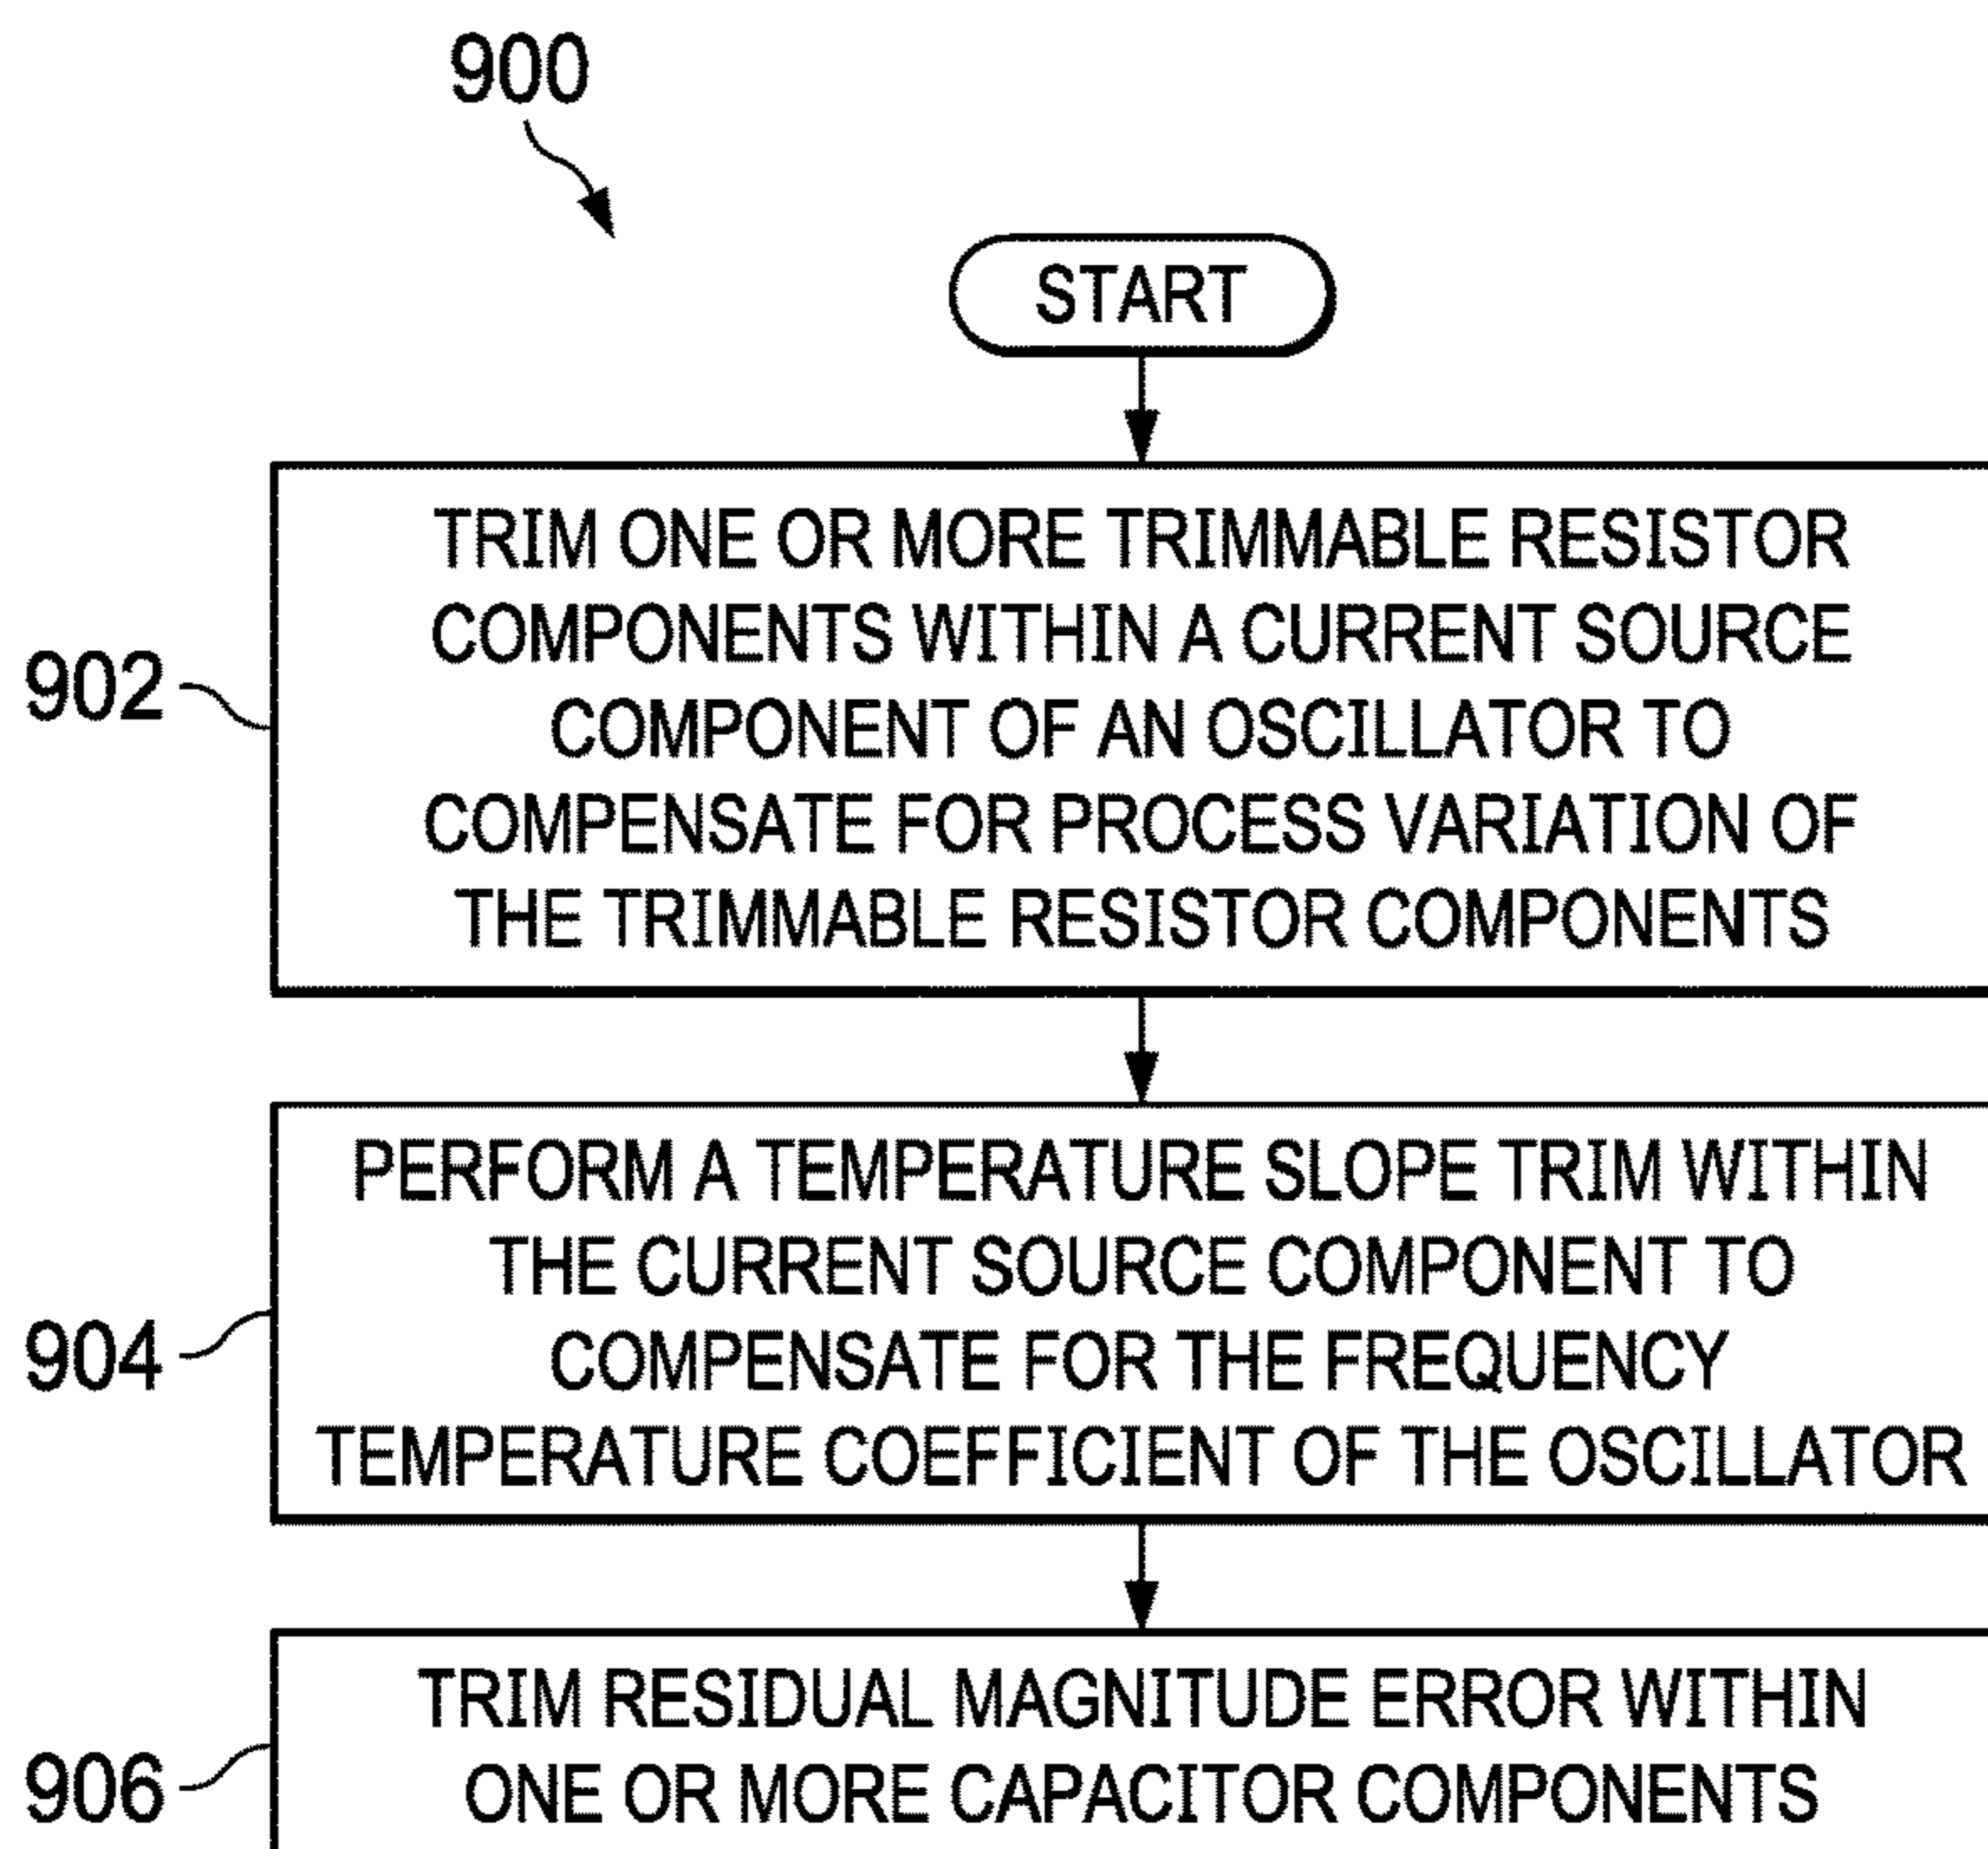 900
START
TRIM ONE OR MORE TRIMMABLE RESISTOR
COMPONENTS WITHIN A CURRENT SOURCE
COMPONENT OF AN OSCILLATOR TO
COMPENSATE FOR PROCESS VARIATION OF
THE TRIMMABLE RESISTOR COMPONENTS
902
PERFORM A TEMPERATURE SLOPE TRIM WITHIN
THE CURRENT SOURCE COMPONENT TO
COMPENSATE FOR THE FREQUENCY
TEMPERATURE COEFFICIENT OF THE OSCILLATOR
904
TRIM RESIDUAL MAGNITUDE ERROR WITHIN
ONE OR MORE CAPACITOR COMPONENTS
906